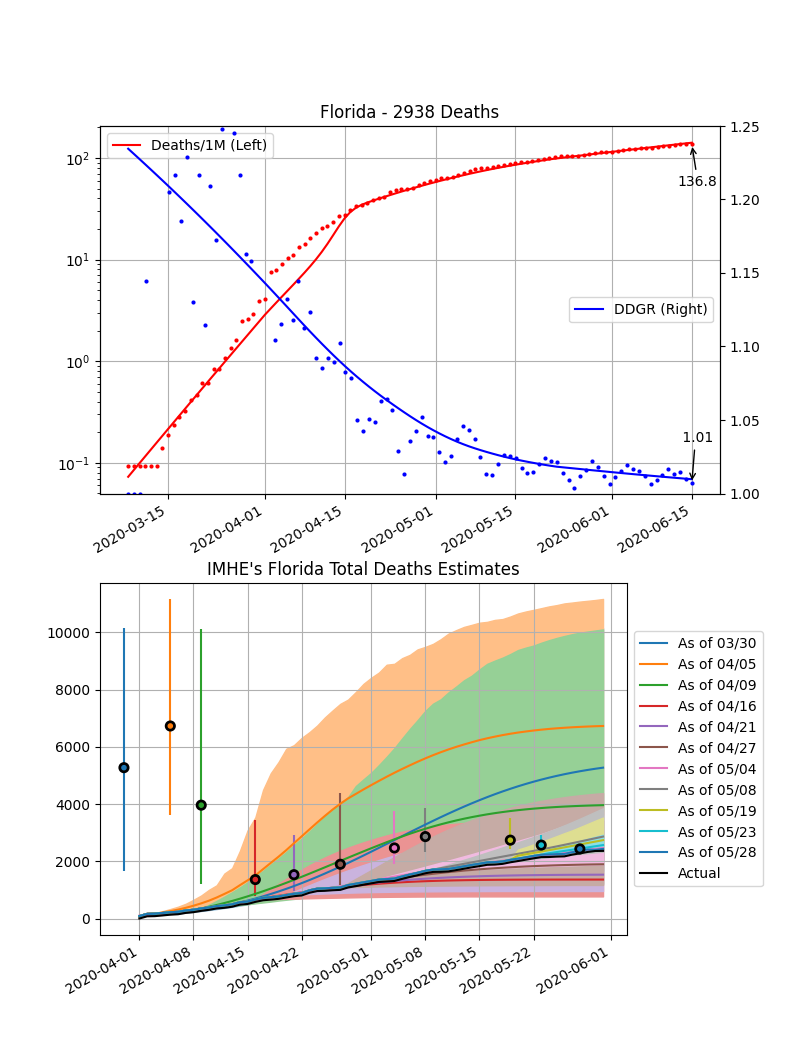 Florida - 2938 Deaths
Deaths/1M (Left)
DDGR (Right)
136.8
1.01
10²
10¹
10⁰
10⁻¹
1.25
1.20
1.15
1.10
1.05
1.00
2020-03-15
2020-04-01
2020-04-15
2020-05-01
2020-05-15
2020-06-01
2020-06-15
IMHE's Florida Total Deaths Estimates
10000
8000
6000
4000
2000
0
2020-04-01
2020-04-08
2020-04-15
2020-04-22
2020-05-01
2020-05-08
2020-05-15
2020-05-22
2020-06-01
As of 03/30
As of 04/05
As of 04/09
As of 04/16
As of 04/21
As of 04/27
As of 05/04
As of 05/08
As of 05/19
As of 05/23
As of 05/28
Actual